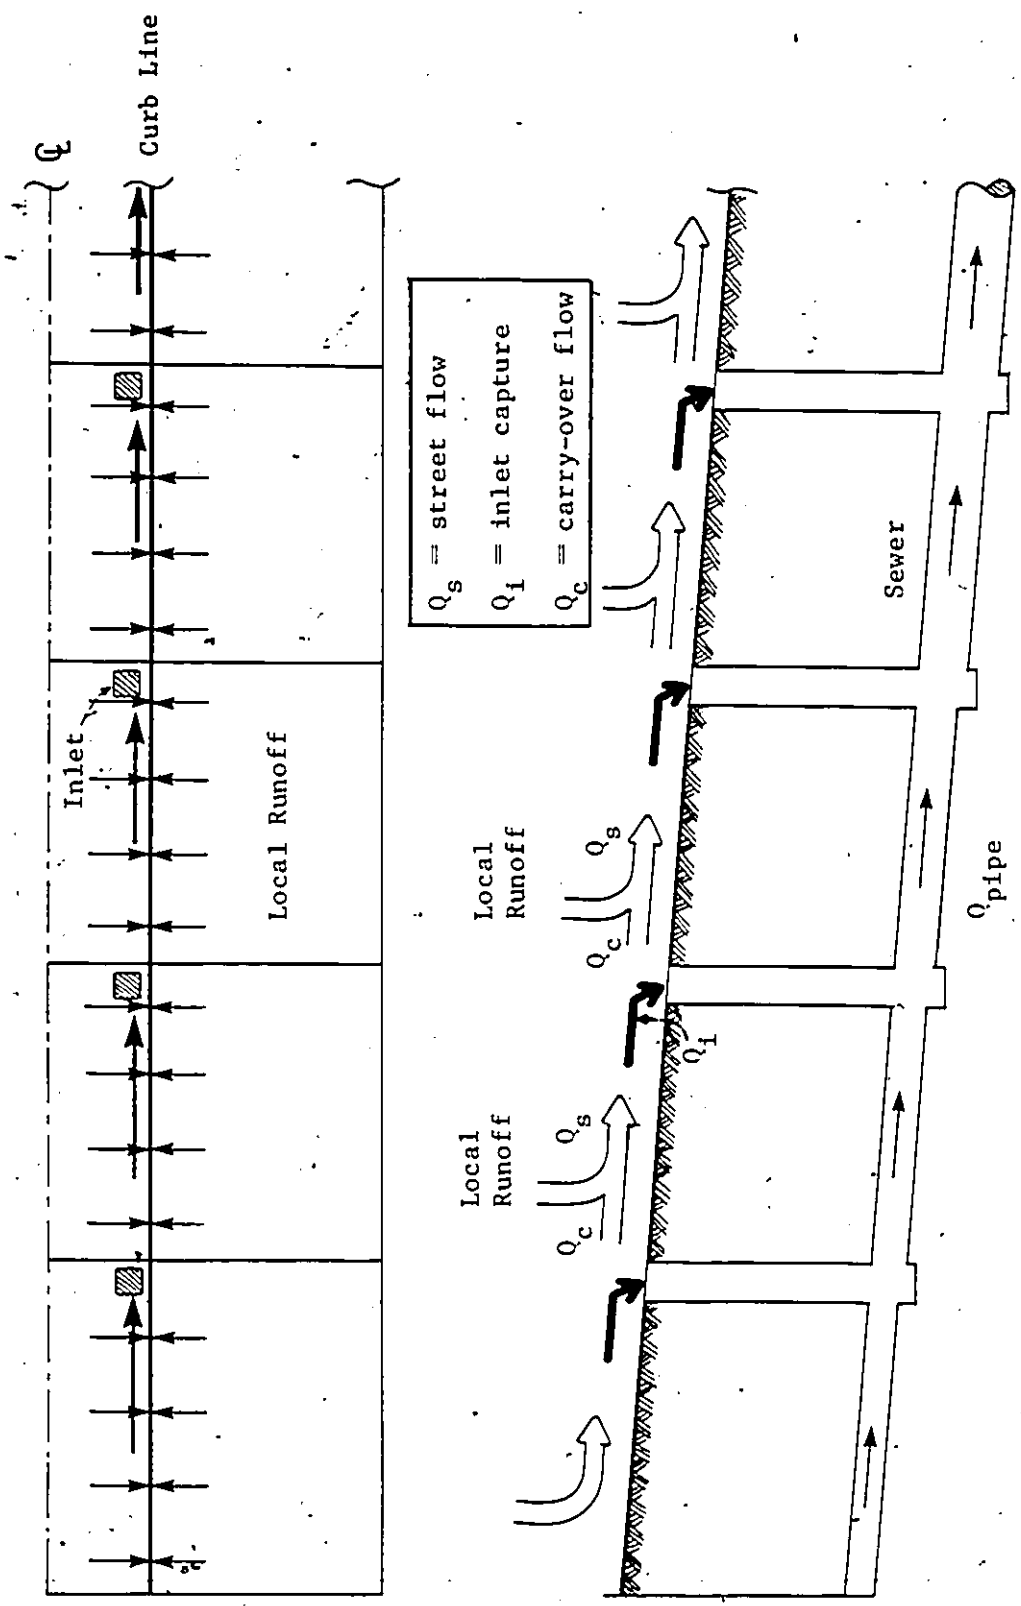 ℄
Curb Line
Inlet
Local Runoff
Q_s = street flow
Q_i = inlet capture
Q_c = carry-over flow
Local
Runoff
Q_c
Q_s
Q_i
Local
Runoff
Q_c
Q_s
Sewer
Q_pipe